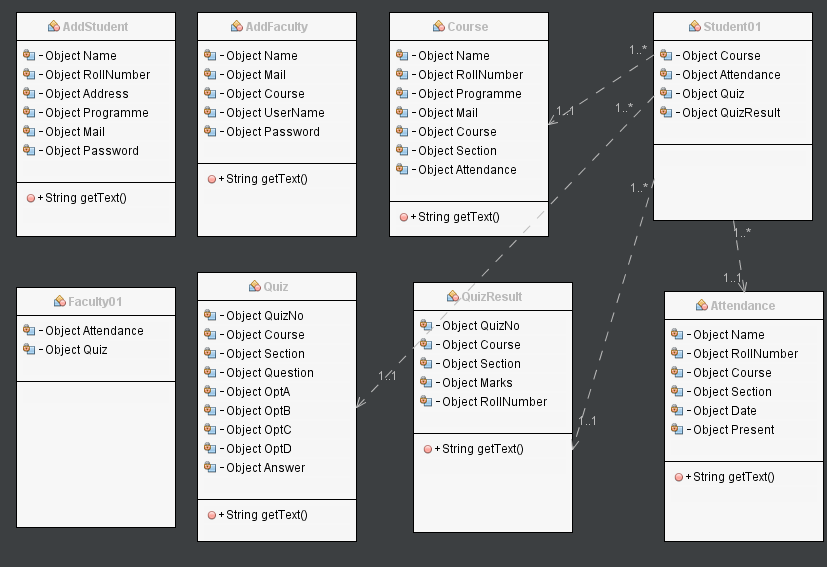 AddStudent
- Object Name
- Object RollNumber
- Object Address
- Object Programme
- Object Mail
- Object Password
+ String getText()
AddFaculty
- Object Name
- Object Mail
- Object Course
- Object UserName
- Object Password
+ String getText()
Course
- Object Name
- Object RollNumber
- Object Programme
- Object Mail
- Object Course
- Object Section
- Object Attendance
+ String getText()
Student01
- Object Course
- Object Attendance
- Object Quiz
- Object QuizResult
1..*
1..1
1..*
1..*
1..*
1..1
Faculty01
- Object Attendance
- Object Quiz
Quiz
- Object QuizNo
- Object Course
- Object Section
- Object Question
- Object OptA
- Object OptB
- Object OptC
- Object OptD
- Object Answer
+ String getText()
1..1
QuizResult
- Object QuizNo
- Object Course
- Object Section
- Object Marks
- Object RollNumber
+ String getText()
1..1
Attendance
- Object Name
- Object RollNumber
- Object Course
- Object Section
- Object Date
- Object Present
+ String getText()